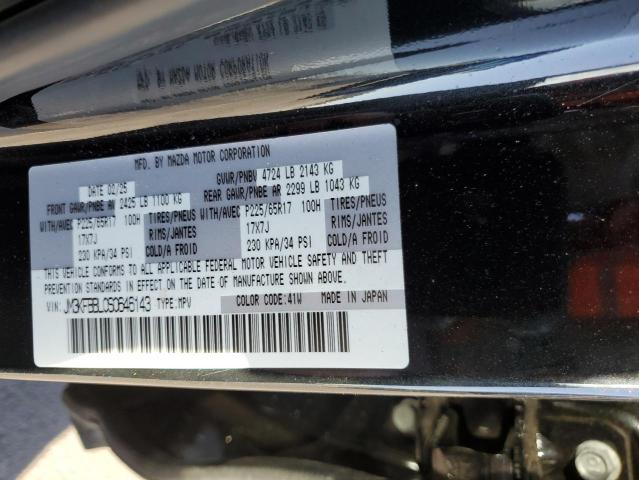 MFD. BY MAZDA MOTOR CORPORATION
DATE 02/25 GVWR/PNBV 4724 LB 2143 KG
FRONT GAWR/PNBE AV 2425 LB 1100 KG REAR GAWR/PNBE AR 2299 LB 1043 KG
WITH/AVEC P225/65R17 100H TIRES/PNEUS WITH/AVEC P225/65R17 100H TIRES/PNEUS
17X7J RIMS/JANTES 17X7J RIMS/JANTES
230 KPA/34 PSI COLD/A FROID 230 KPA/34 PSI COLD/A FROID
THIS VEHICLE CONFORMS TO ALL APPLICABLE FEDERAL MOTOR VEHICLE SAFETY AND THEFT
PREVENTION STANDARDS IN EFFECT ON THE DATE OF MANUFACTURE SHOWN ABOVE.
VIN: JM3KFBBL0S0646143 TYPE:MPV COLOR CODE:41W MADE IN JAPAN